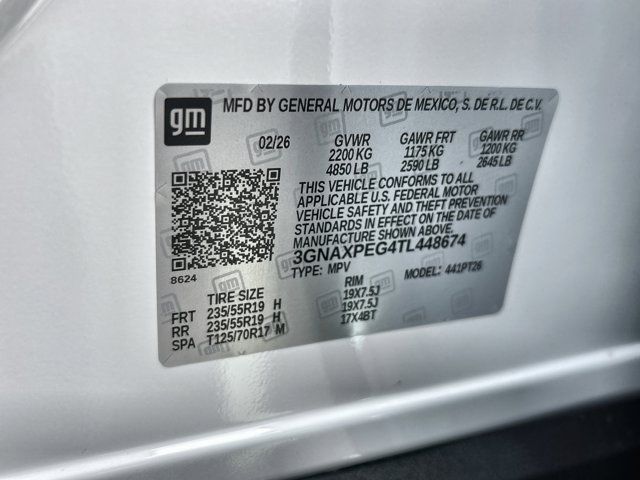 gm MFD BY GENERAL MOTORS DE MEXICO, S. DE R.L. DE C.V.
02/26 GVWR GAWR FRT GAWR RR
2200 KG 1175 KG 1200 KG
4850 LB 2590 LB 2645 LB
THIS VEHICLE CONFORMS TO ALL
APPLICABLE U.S. FEDERAL MOTOR
VEHICLE SAFETY AND THEFT PREVENTION
STANDARDS IN EFFECT ON THE DATE OF
MANUFACTURE SHOWN ABOVE.
3GNAXPEG4TL448674
8624
TYPE: MPV MODEL: 441PT26
TIRE SIZE RIM
FRT 235/55R19 H 19X7.5J
RR 235/55R19 H 19X7.5J
SPA T125/70R17 M 17X4BT